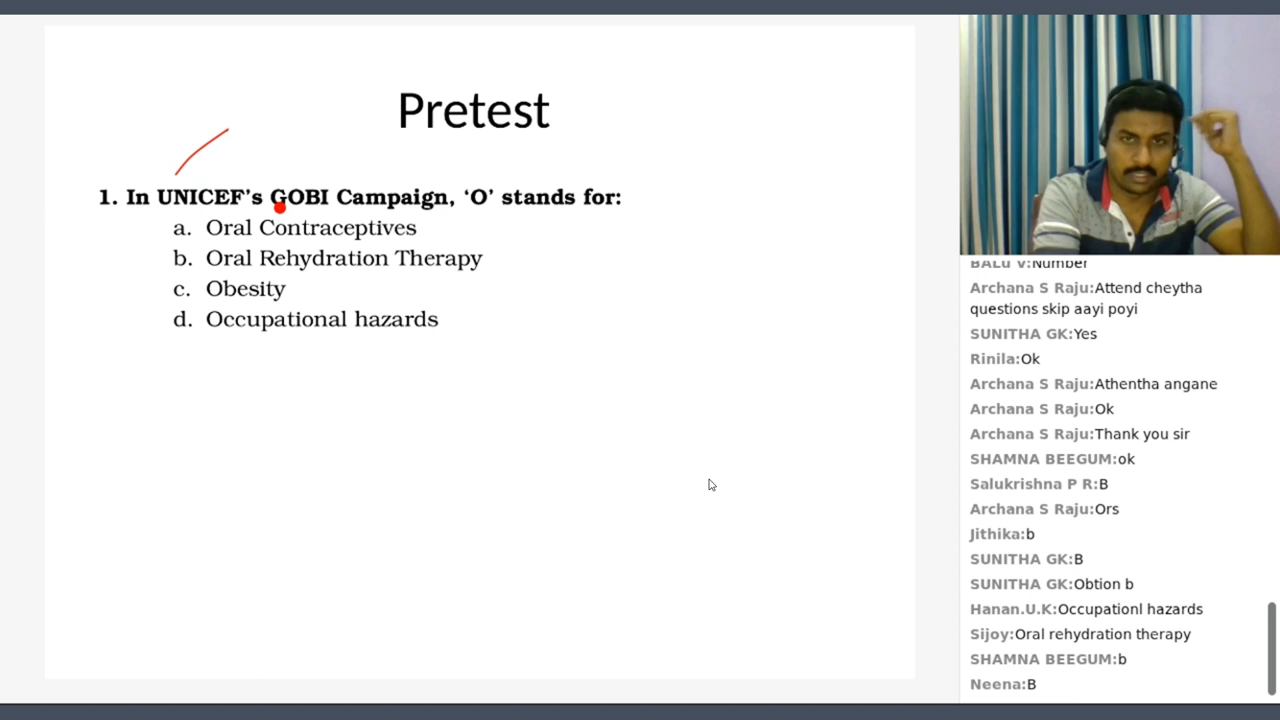 Pretest
1. In UNICEF’s GOBI Campaign, ‘O’ stands for:
a. Oral Contraceptives
b. Oral Rehydration Therapy
c. Obesity
d. Occupational hazards
BALU V:Number
Archana S Raju:Attend cheytha
questions skip aayi poyi
SUNITHA GK:Yes
Rinila:Ok
Archana S Raju:Athentha angane
Archana S Raju:Ok
Archana S Raju:Thank you sir
SHAMNA BEEGUM:ok
Salukrishna P R:B
Archana S Raju:Ors
Jithika:b
SUNITHA GK:B
SUNITHA GK:Obtion b
Hanan.U.K:Occupationl hazards
Sijoy:Oral rehydration therapy
SHAMNA BEEGUM:b
Neena:B